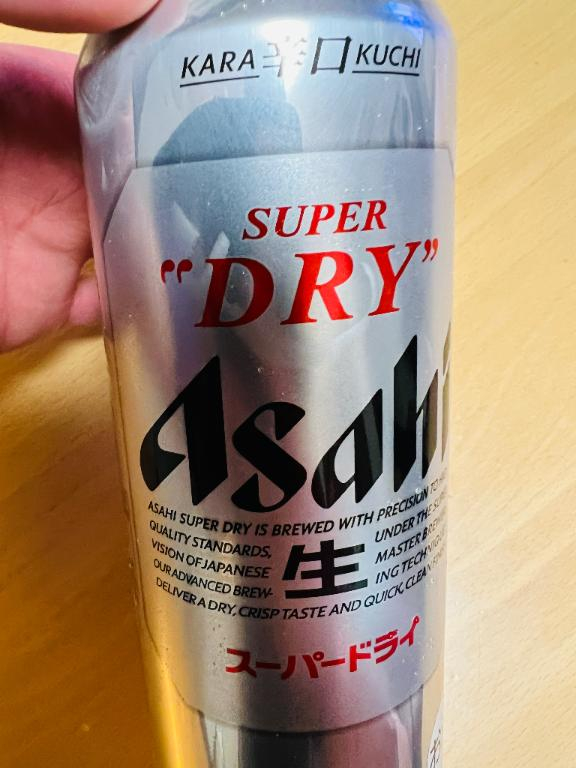 KARA 辛口 KUCHI
SUPER
“DRY”
Asahi
ASAHI SUPER DRY IS BREWED WITH PRECISION TO
QUALITY STANDARDS, UNDER THE
VISION OF JAPANESE 生 MASTER
OUR ADVANCED BREW- ING
DELIVER A DRY, CRISP TASTE AND QUICK, CLEAN
スーパードライ